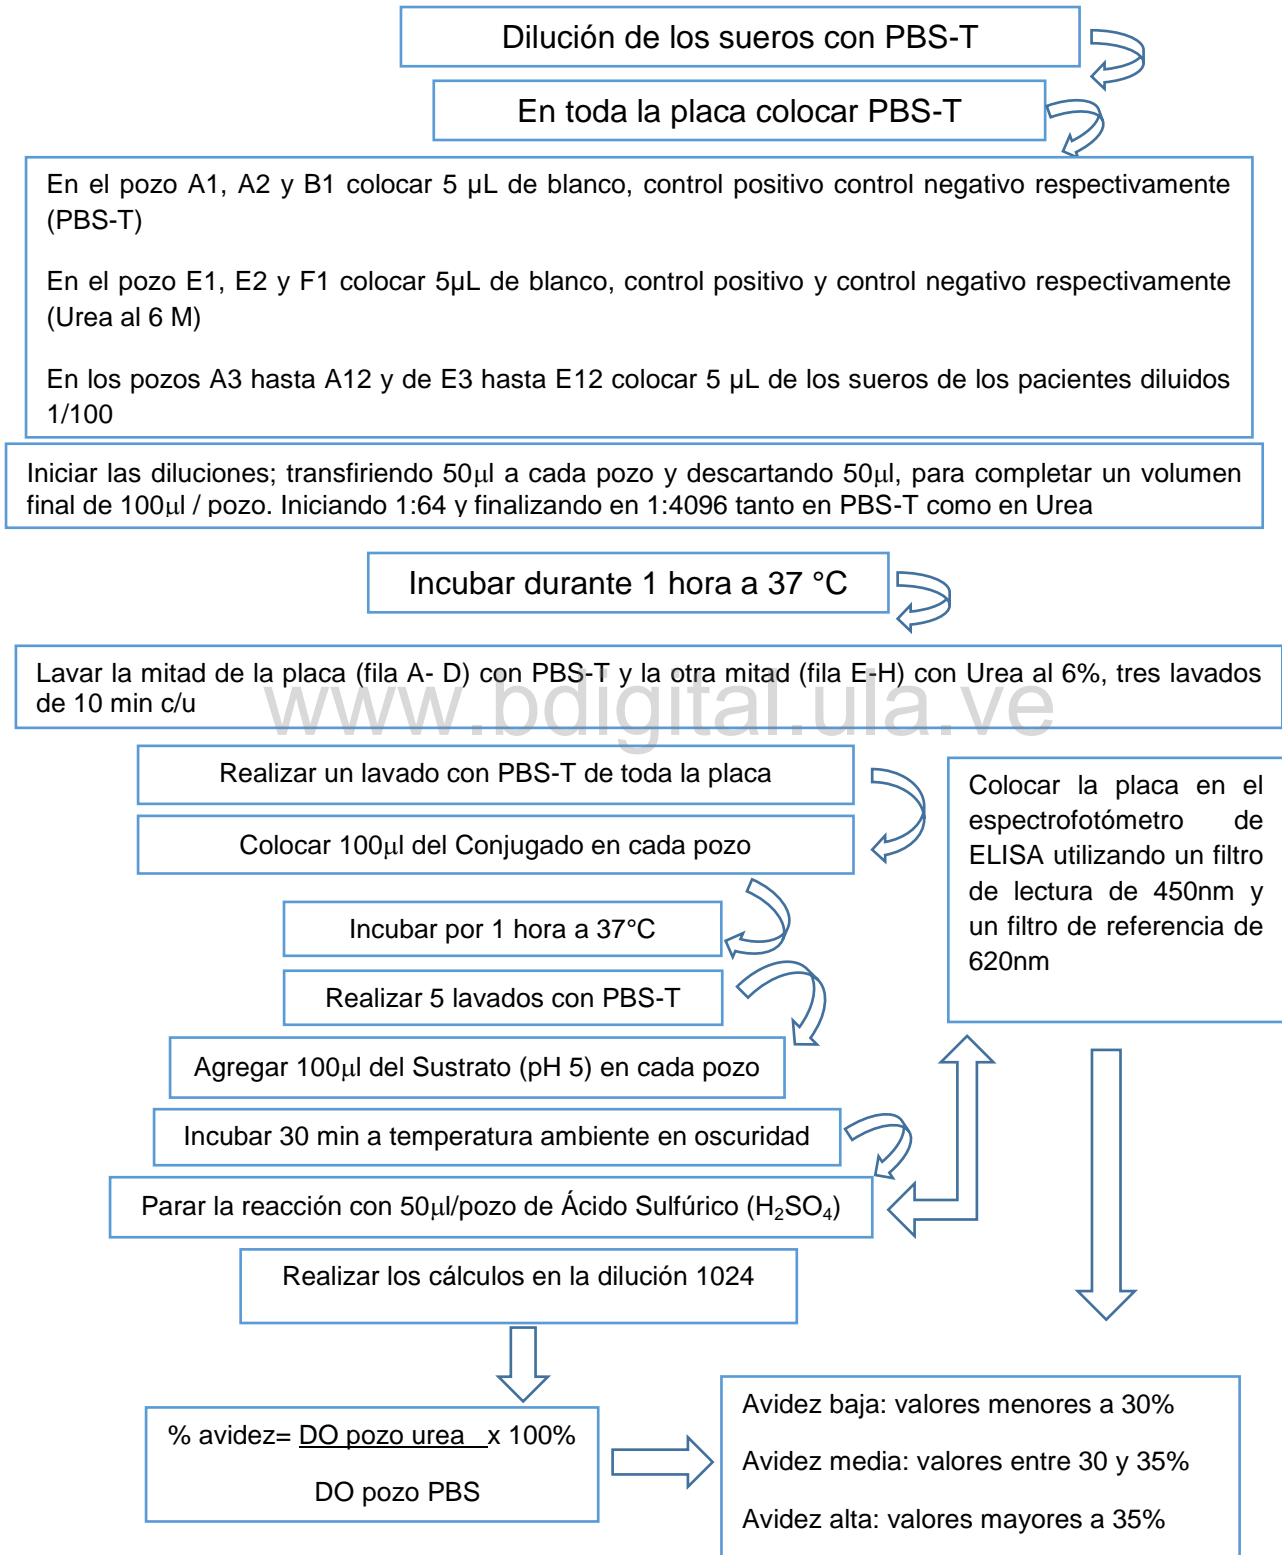 Dilución de los sueros con PBS-T
En toda la placa colocar PBS-T
En el pozo A1, A2 y B1 colocar 5 µL de blanco, control positivo control negativo respectivamente
(PBS-T)
En el pozo E1, E2 y F1 colocar 5µL de blanco, control positivo y control negativo respectivamente
(Urea al 6 M)
En los pozos A3 hasta A12 y de E3 hasta E12 colocar 5 µL de los sueros de los pacientes diluidos
1/100
Iniciar las diluciones; transfiriendo 50µl a cada pozo y descartando 50µl, para completar un volumen
final de 100µl / pozo. Iniciando 1:64 y finalizando en 1:4096 tanto en PBS-T como en Urea
Incubar durante 1 hora a 37 °C
Lavar la mitad de la placa (fila A- D) con PBS-T y la otra mitad (fila E-H) con Urea al 6%, tres lavados
de 10 min c/u
www.bdigital.ula.ve
Realizar un lavado con PBS-T de toda la placa
Colocar 100µl del Conjugado en cada pozo
Incubar por 1 hora a 37°C
Realizar 5 lavados con PBS-T
Agregar 100µl del Sustrato (pH 5) en cada pozo
Incubar 30 min a temperatura ambiente en oscuridad
Parar la reacción con 50µl/pozo de Ácido Sulfúrico (H₂SO₄)
Colocar la placa en el
espectrofotómetro de
ELISA utilizando un filtro
de lectura de 450nm y
un filtro de referencia de
620nm
Realizar los cálculos en la dilución 1024
% avidez= DO pozo urea x 100%
DO pozo PBS
Avidez baja: valores menores a 30%
Avidez media: valores entre 30 y 35%
Avidez alta: valores mayores a 35%